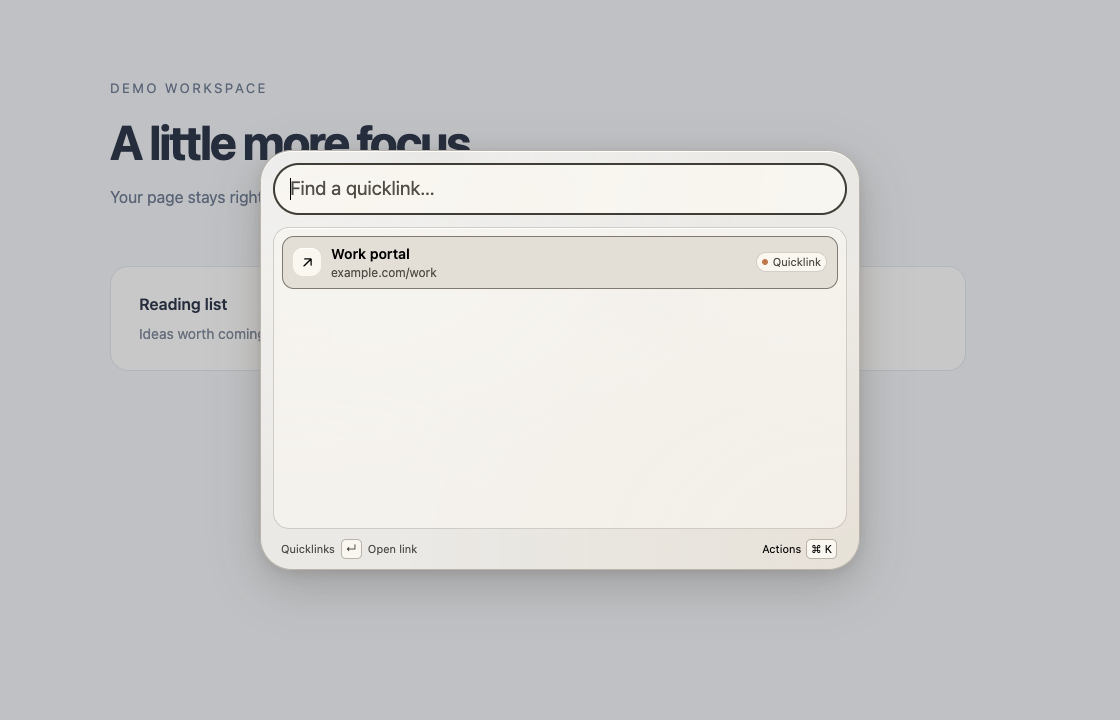 DEMO WORKSPACE
A little more focus
Your page stays right
Find a quicklink...
Work portal
example.com/work
Quicklink
Reading list
Ideas worth coming
Quicklinks ↵ Open link
Actions ⌘ K